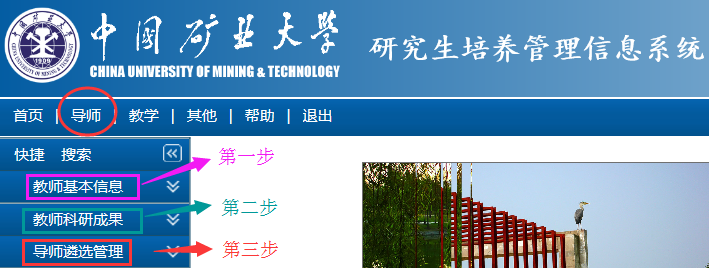 中国矿业大学
CHINA UNIVERSITY OF MINING & TECHNOLOGY
研究生培养管理信息系统
1909
首页 | 导师 | 教学 | 其他 | 帮助 | 退出
快捷 搜索
第一步
教师基本信息
第二步
教师科研成果
第三步
导师遴选管理